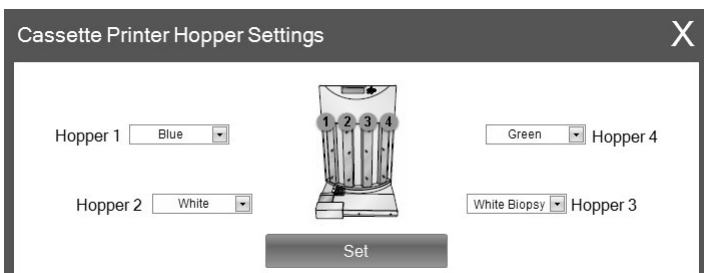 Cassette Printer Hopper Settings X
1 2 3 4
Hopper 1 Blue
Green Hopper 4
Hopper 2 White
White Biopsy Hopper 3
Set